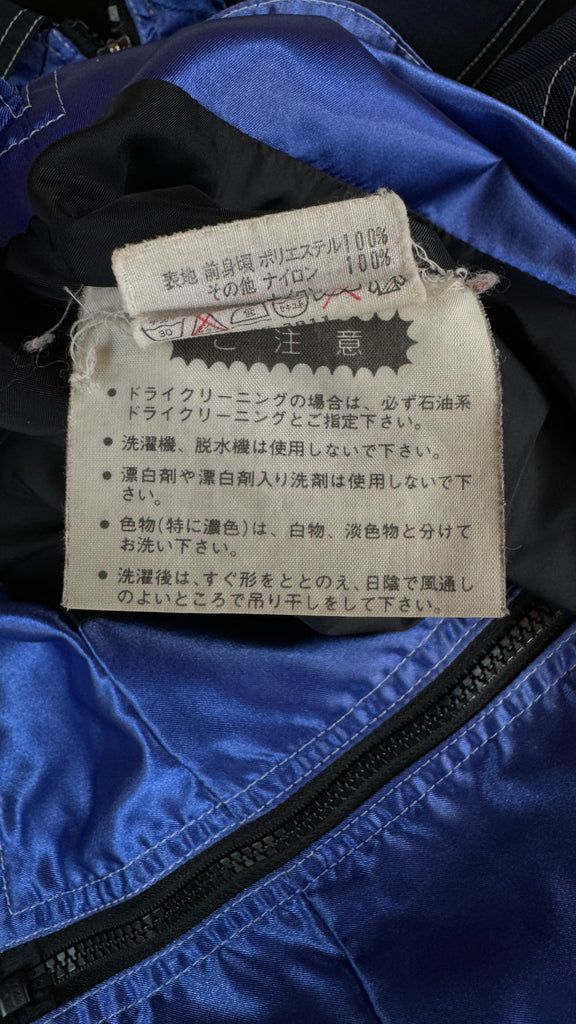 表地 前身頃 ポリエステル100%
その他 ナイロン 100%
ご 注 意
• ドライクリーニングの場合は、必ず石油系
ドライクリーニングとご指定下さい。
• 洗濯機、脱水機は使用しないで下さい。
• 漂白剤や漂白剤入り洗剤は使用しないで下
さい。
• 色物(特に濃色)は、白物、淡色物と分けて
お洗い下さい。
• 洗濯後は、すぐ形をととのえ、日陰で風通し
のよいところで吊り干しをして下さい。